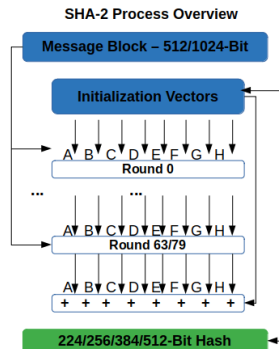 SHA-2 Process Overview
Message Block – 512/1024-Bit
Initialization Vectors
A B C D E F G H
Round 0
... ...
A B C D E F G H
Round 63/79
A B C D E F G H
+ + + + + + + +
224/256/384/512-Bit Hash